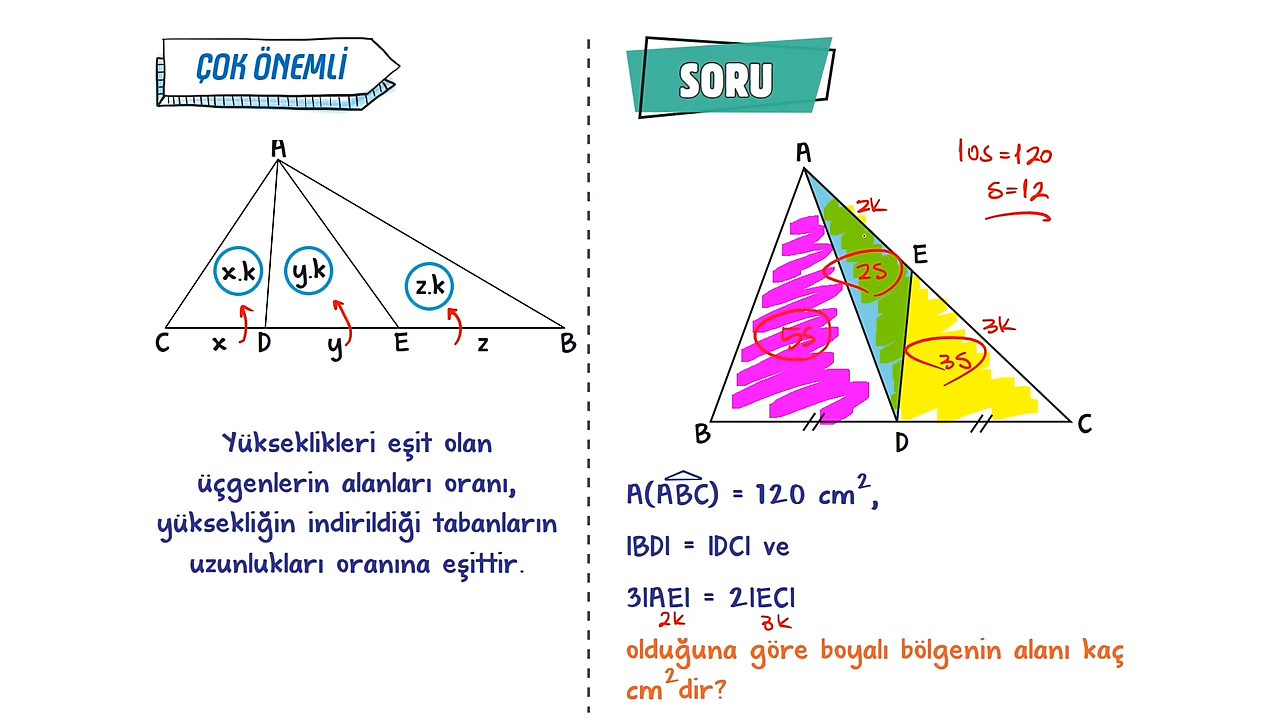 ÇOK ÖNEMLİ
A
x.k
y.k
z.k
C x D y E z B
Yükseklikleri eşit olan
üçgenlerin alanları oranı,
yüksekliğin indirildiği tabanların
uzunlukları oranına eşittir.
SORU
10S = 120
S = 12
A
2k
E
2S
3k
5S
3S
B
D
C
A(ABC) = 120 cm²,
|BD| = |DC| ve
3|AE| = 2|EC|
2k 3k
olduğuna göre boyalı bölgenin alanı kaç
cm² dir?